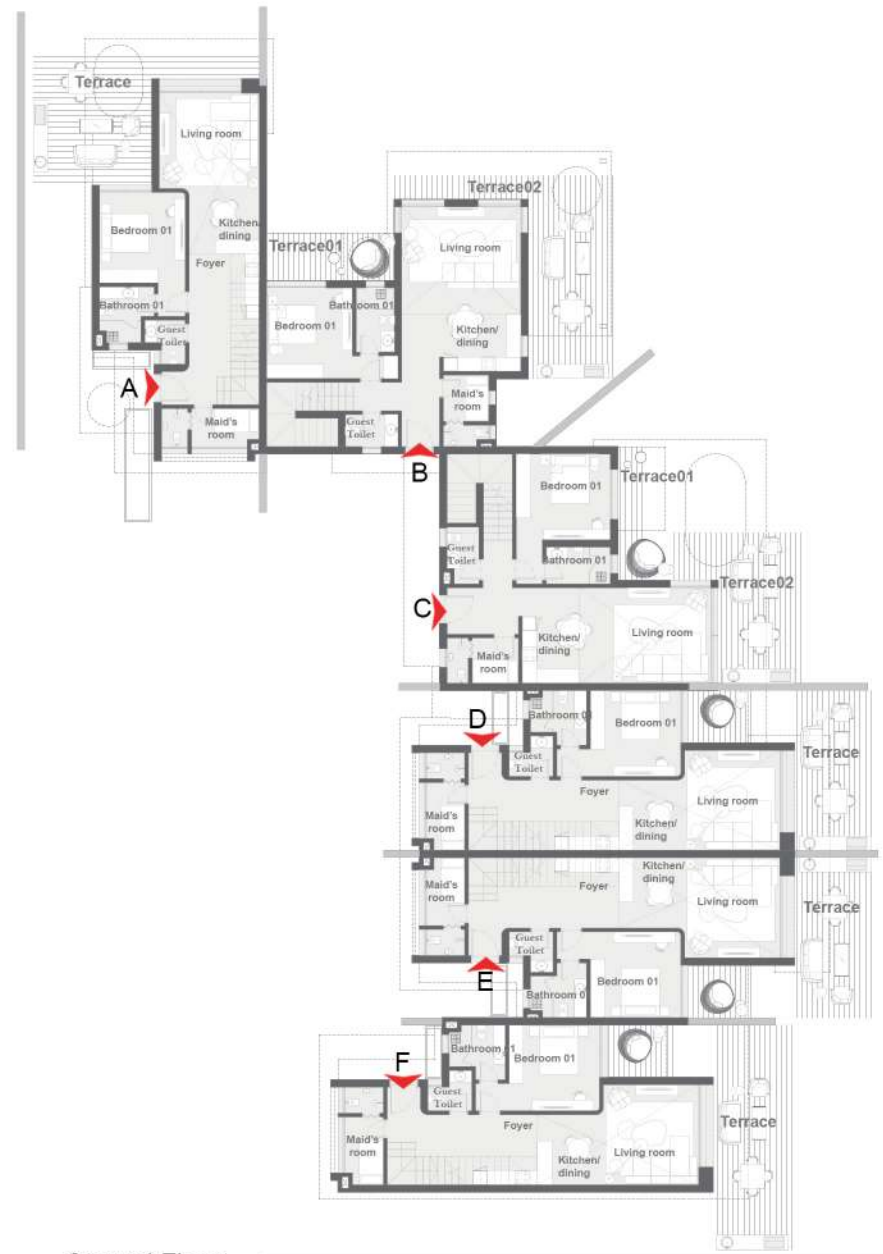 Terrace
Living room
Bedroom 01
Kitchen/
dining
Foyer
Bathroom 01
Guest
Toilet
A
Maid's
room
Terrace02
Terrace01
Living room
Bathroom 01
Bedroom 01
Kitchen/
dining
Maid's
room
Guest
Toilet
B
Bedroom 01
Terrace01
Guest
Toilet
Bathroom 01
Terrace02
C
Kitchen/
dining
Living room
Maid's
room
D
Bathroom 01
Bedroom 01
Guest
Toilet
Terrace
Foyer
Living room
Maid's
room
Kitchen/
dining
Kitchen/
dining
Maid's
room
Foyer
Living room
Terrace
Guest
Toilet
E
Bathroom 0
Bedroom 01
Bathroom 01
Bedroom 01
F
Guest
Toilet
Foyer
Terrace
Maid's
room
Kitchen/
dining
Living room